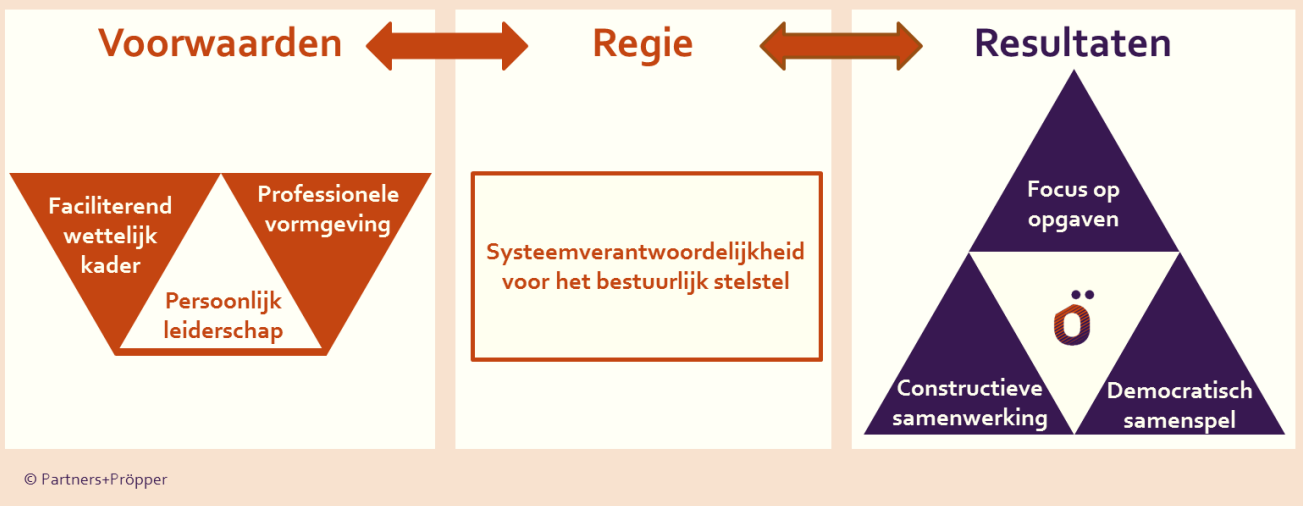 Voorwaarden
Regie
Resultaten
Faciliterend
wettelijk
kader
Professionele
vormgeving
Persoonlijk
leiderschap
Systeemverantwoordelijkheid
voor het bestuurlijk stelstel
Focus op
opgaven
ö
Constructieve
samenwerking
Democratisch
samenspel
© Partners+Pröpper